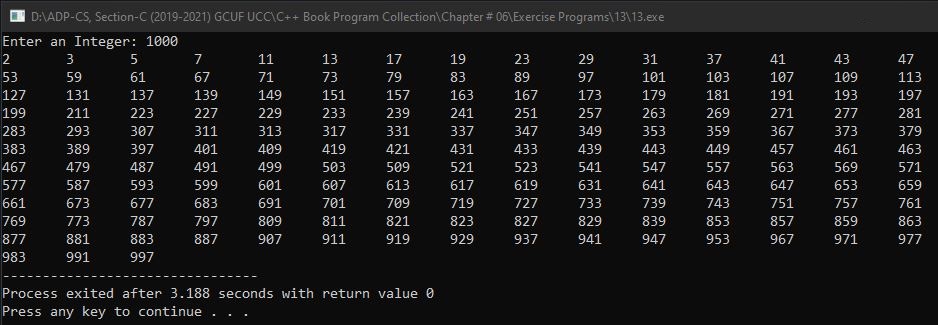 D:\ADP-CS, Section-C (2019-2021) GCUF UCC\C++ Book Program Collection\Chapter # 06\Exercise Programs\13\13.exe
Enter an Integer: 1000
2 3 5 7 11 13 17 19 23 29 31 37 41 43 47
53 59 61 67 71 73 79 83 89 97 101 103 107 109 113
127 131 137 139 149 151 157 163 167 173 179 181 191 193 197
199 211 223 227 229 233 239 241 251 257 263 269 271 277 281
283 293 307 311 313 317 331 337 347 349 353 359 367 373 379
383 389 397 401 409 419 421 431 433 439 443 449 457 461 463
467 479 487 491 499 503 509 521 523 541 547 557 563 569 571
577 587 593 599 601 607 613 617 619 631 641 643 647 653 659
661 673 677 683 691 701 709 719 727 733 739 743 751 757 761
769 773 787 797 809 811 821 823 827 829 839 853 857 859 863
877 881 883 887 907 911 919 929 937 941 947 953 967 971 977
983 991 997
--------------------------------
Process exited after 3.188 seconds with return value 0
Press any key to continue . . .